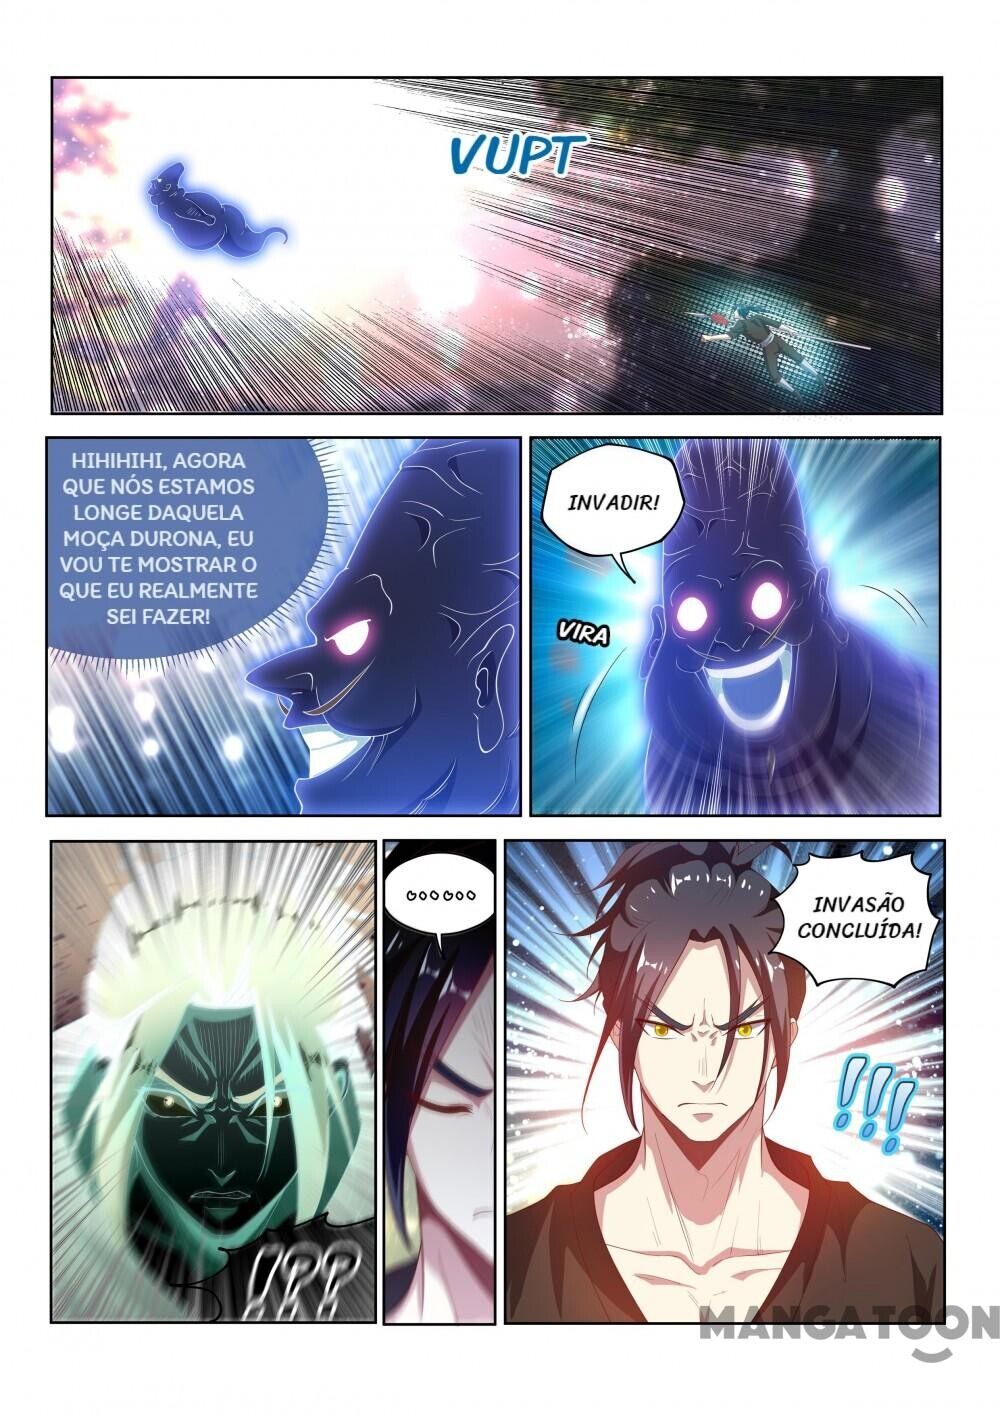 VUPT
HIHIHIHI, AGORA
QUE NÓS ESTAMOS
LONGE DAQUELA
MOÇA DURONA, EU
VOU TE MOSTRAR O
QUE EU REALMENTE
SEI FAZER!
INVADIR!
VIRA
INVASÃO
CONCLUÍDA!
!!!
!??
MANGATOON